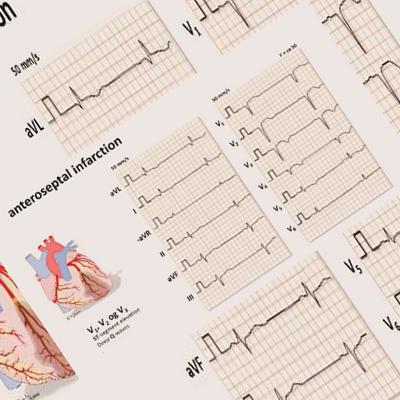 on
50 mm/s
aVL
V1
anteroseptal infarction
50 mm/s
aVL
I
-aVR
II
aVF
III
50 mm/s
V1
V2
V3
V4
V5
V6
V1, V2 og V3
ST-segment elevation
Deep Q waves
V5
V6
aVF